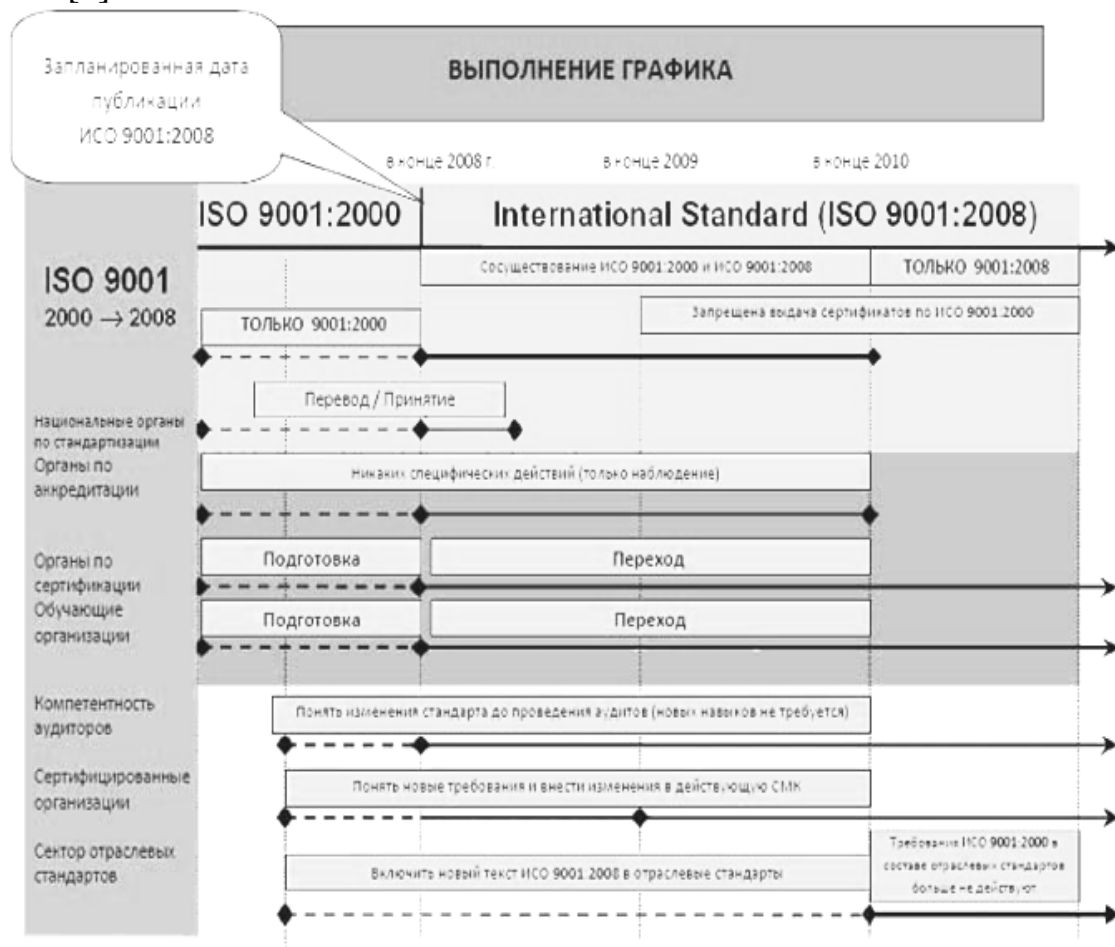 Запланированная дата
публикации
ИСО 9001:2008
ВЫПОЛНЕНИЕ ГРАФИКА
в конце 2008 г.
в конце 2009
в конце 2010
ISO 9001:2000
International Standard (ISO 9001:2008)
ISO 9001
2000 → 2008
Сосуществование ИСО 9001:2000 и ИСО 9001:2008
ТОЛЬКО 9001:2008
Запрещена выдача сертификатов по ИСО 9001:2000
ТОЛЬКО 9001:2000
Перевод / Принятие
Национальные органы
по стандартизации
Органы по
аккредитации
Никаких специфических действий (только наблюдение)
Органы по
сертификации
Подготовка
Переход
Обучающие
организации
Подготовка
Переход
Компетентность
аудиторов
Понять изменения стандарта до проведения аудитов (новых навыков не требуется)
Сертифицированные
организации
Понять новые требования и внести изменения в действующую СМК
Сектор отраслевых
стандартов
Включить новый текст ИСО 9001:2008 в отраслевые стандарты
Требования ИСО 9001:2000 в
составе отраслевых стандартов
больше не действуют